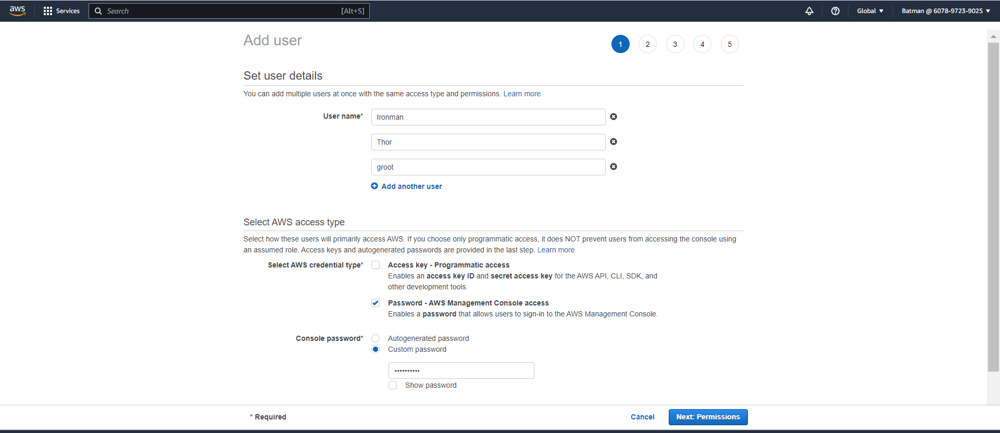 aws Services Search [Alt+S] Global Batman @ 6078-9723-9025
Add user
1 2 3 4 5
Set user details
You can add multiple users at once with the same access type and permissions. Learn more
User name* Ironman
Thor
groot
Add another user
Select AWS access type
Select how these users will primarily access AWS. If you choose only programmatic access, it does NOT prevent users from accessing the console using
an assumed role. Access keys and autogenerated passwords are provided in the last step. Learn more
Select AWS credential type* Access key - Programmatic access
Enables an access key ID and secret access key for the AWS API, CLI, SDK, and
other development tools.
Password - AWS Management Console access
Enables a password that allows users to sign-in to the AWS Management Console.
Console password* Autogenerated password
Custom password
••••••••••
Show password
* Required Cancel Next: Permissions